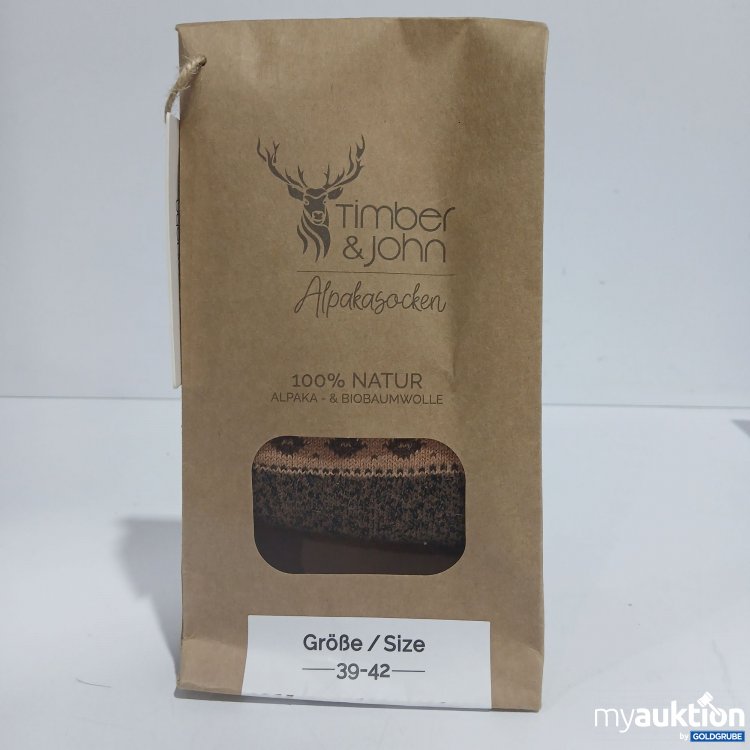 Timber
& John
Alpakasocken
100% NATUR
ALPAKA - & BIOBAUMWOLLE
Größe / Size
39-42
myauktion
by GOLDGRUBE